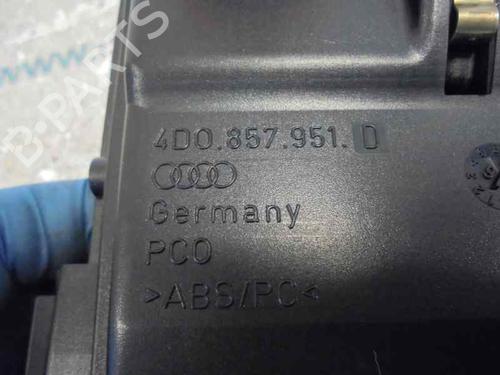 4D0.857.951.D
Germany
PCO
>ABS/PC<
B-PARTS